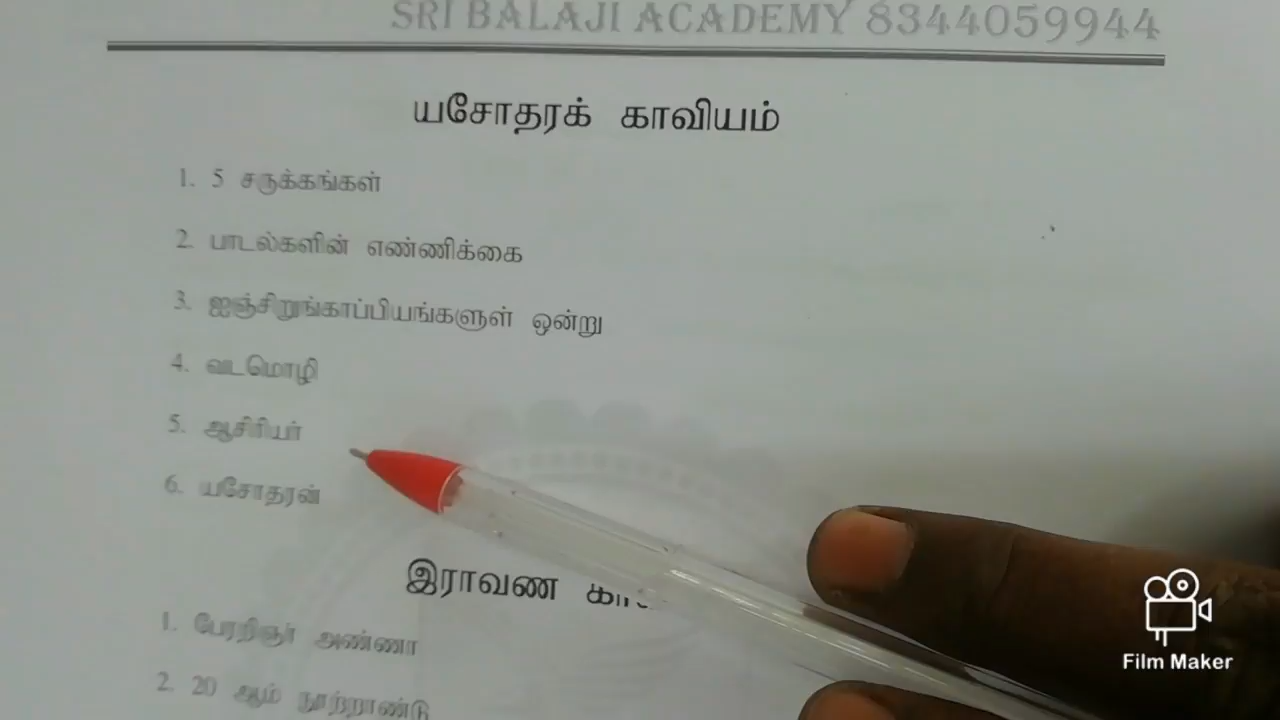 SRI BALAJI ACADEMY 8344059944
யசோதரக் காவியம்
1. 5 சருக்கங்கள்
2. பாடல்களின் எண்ணிக்கை
3. ஐஞ்சிறுங்காப்பியங்களுள் ஒன்று
4. வடமொழி
5. ஆசிரியர்
6. யசோதரன்
இராவண
1. பேரறிஞர் அண்ணா
2. 20 ஆம் நூற்றாண்டு
Film Maker